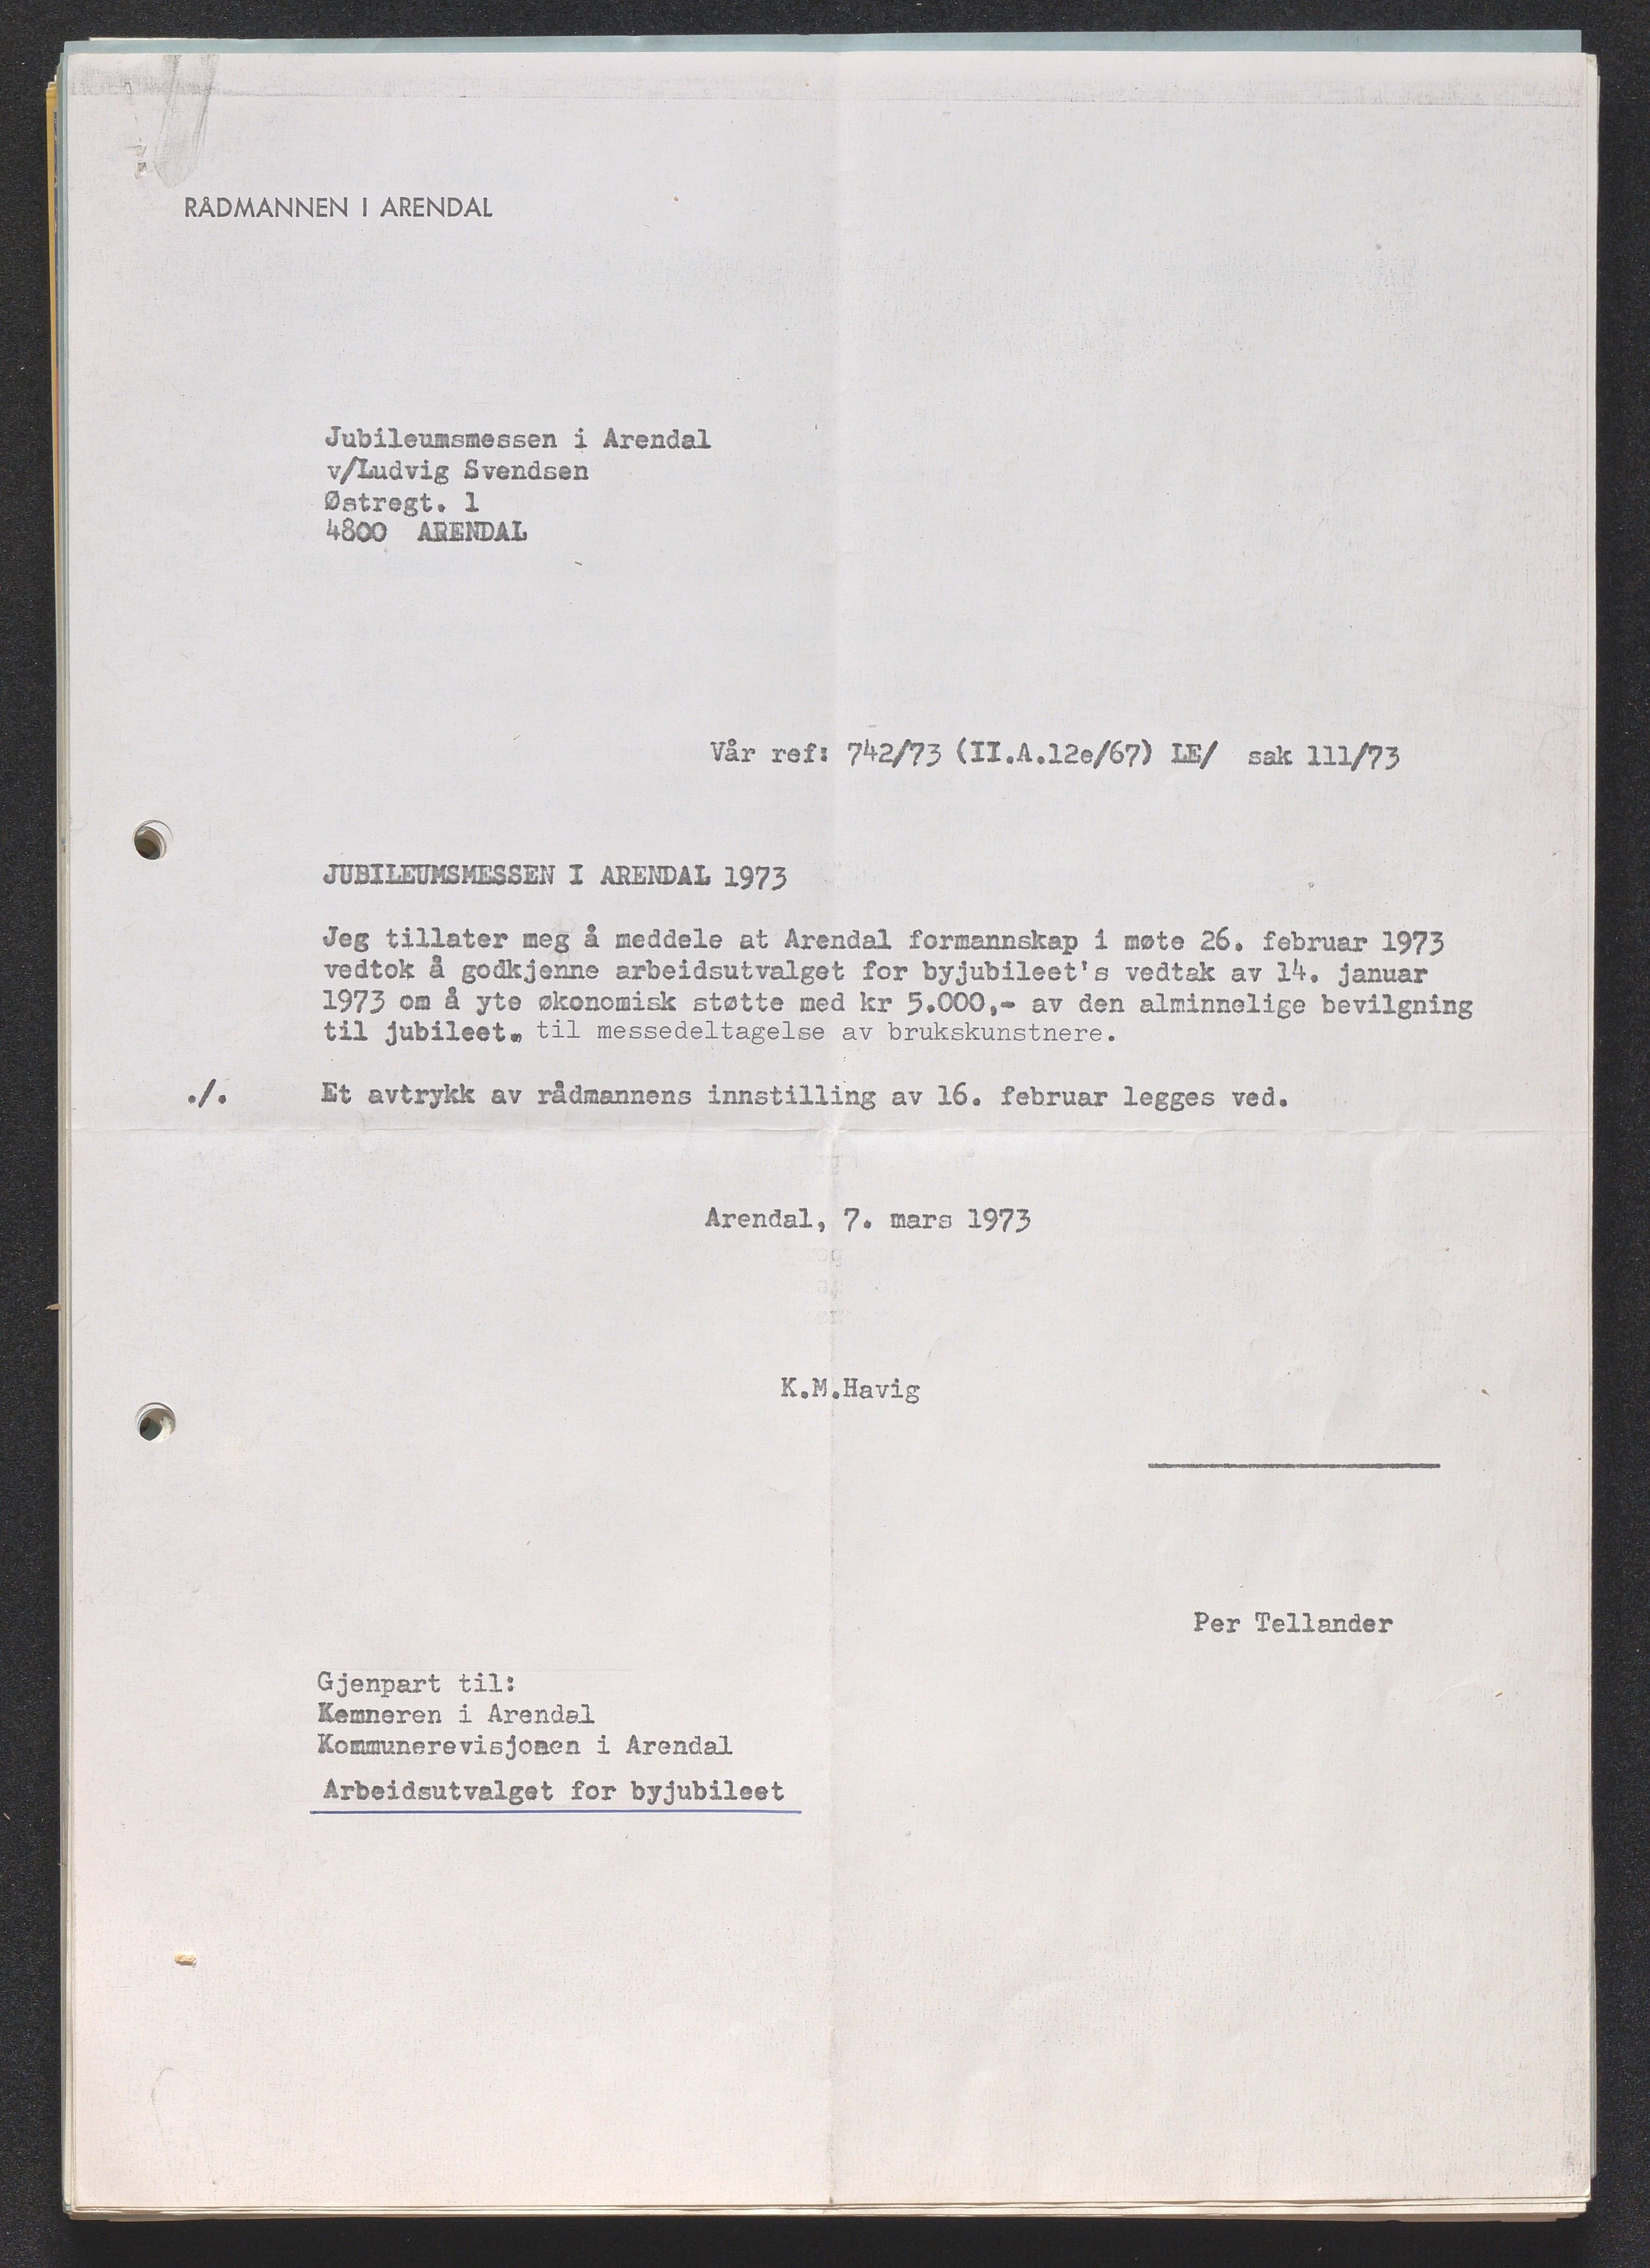 RÅDMANNEN I ARENDAL
Jubileumsmessen i Arendal
v/Ludvig Svendsen
Østregt. 1
4800 ARENDAL
Vår ref: 742/73 (II.A.12e/67) LE/ sak 111/73
JUBILEUMSMESSEN I ARENDAL 1973
Jeg tillater meg å meddele at Arendal formannskap i møte 26. februar 1973
vedtok å godkjenne arbeidsutvalget for byjubileet's vedtak av 14. januar
1973 om å yte økonomisk støtte med kr 5.000,- av den alminnelige bevilgning
til jubileet. til messedeltagelse av brukskunstnere.
./. Et avtrykk av rådmannens innstilling av 16. februar legges ved.
Arendal, 7. mars 1973
K.M.Havig
Per Tellander
Gjenpart til:
Kemneren i Arendal
Kommunerevisjonen i Arendal
Arbeidsutvalget for byjubileet